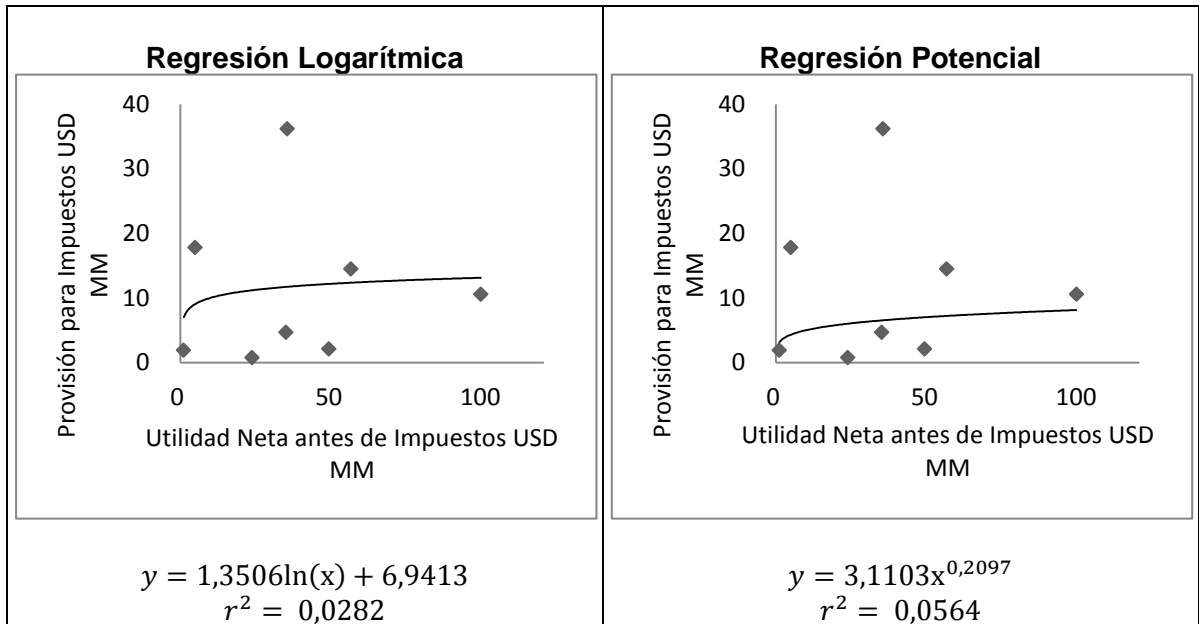 Regresión Logarítmica
Provisión para Impuestos USD
MM
40
30
20
10
0
0 50 100
Utilidad Neta antes de Impuestos USD
MM
y = 1,3506ln(x) + 6,9413
r² = 0,0282
Regresión Potencial
Provisión para Impuestos USD
MM
40
30
20
10
0
0 50 100
Utilidad Neta antes de Impuestos USD
MM
y = 3,1103x^0,2097
r² = 0,0564